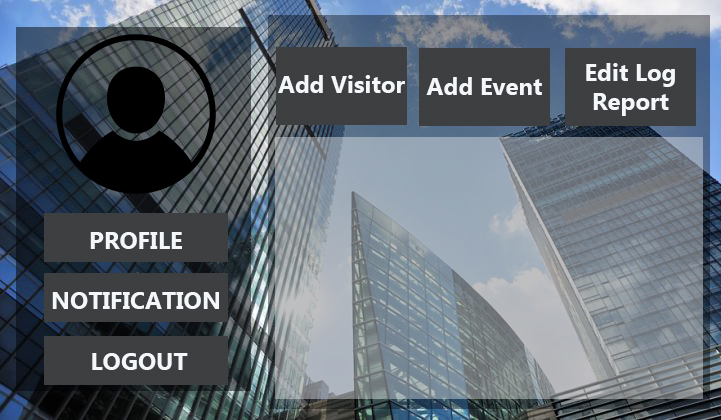 Add Visitor
Add Event
Edit Log
Report
PROFILE
NOTIFICATION
LOGOUT